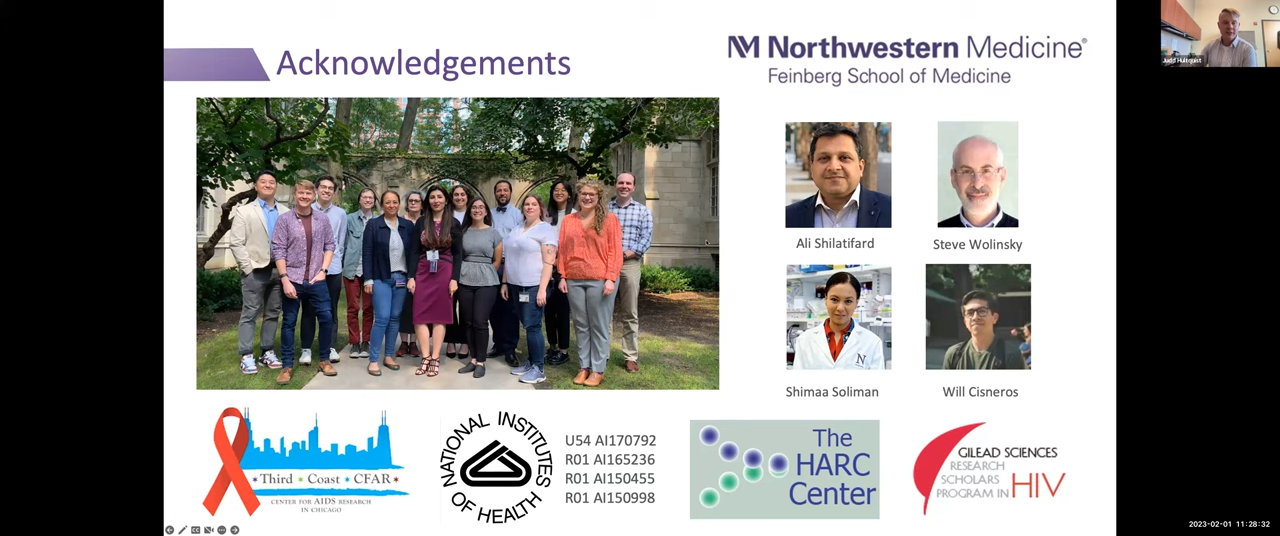 Acknowledgements
Northwestern Medicine®
Feinberg School of Medicine
Judd Hultquist
Ali Shilatifard
Steve Wolinsky
Shimaa Soliman
Will Cisneros
Third Coast CFAR
CENTER FOR AIDS RESEARCH
IN CHICAGO
NATIONAL INSTITUTES
OF HEALTH
U54 AI170792
R01 AI165236
R01 AI150455
R01 AI150998
The
HARC
Center
GILEAD SCIENCES
RESEARCH
SCHOLARS
PROGRAM IN HIV
2023-02-01 11:28:32